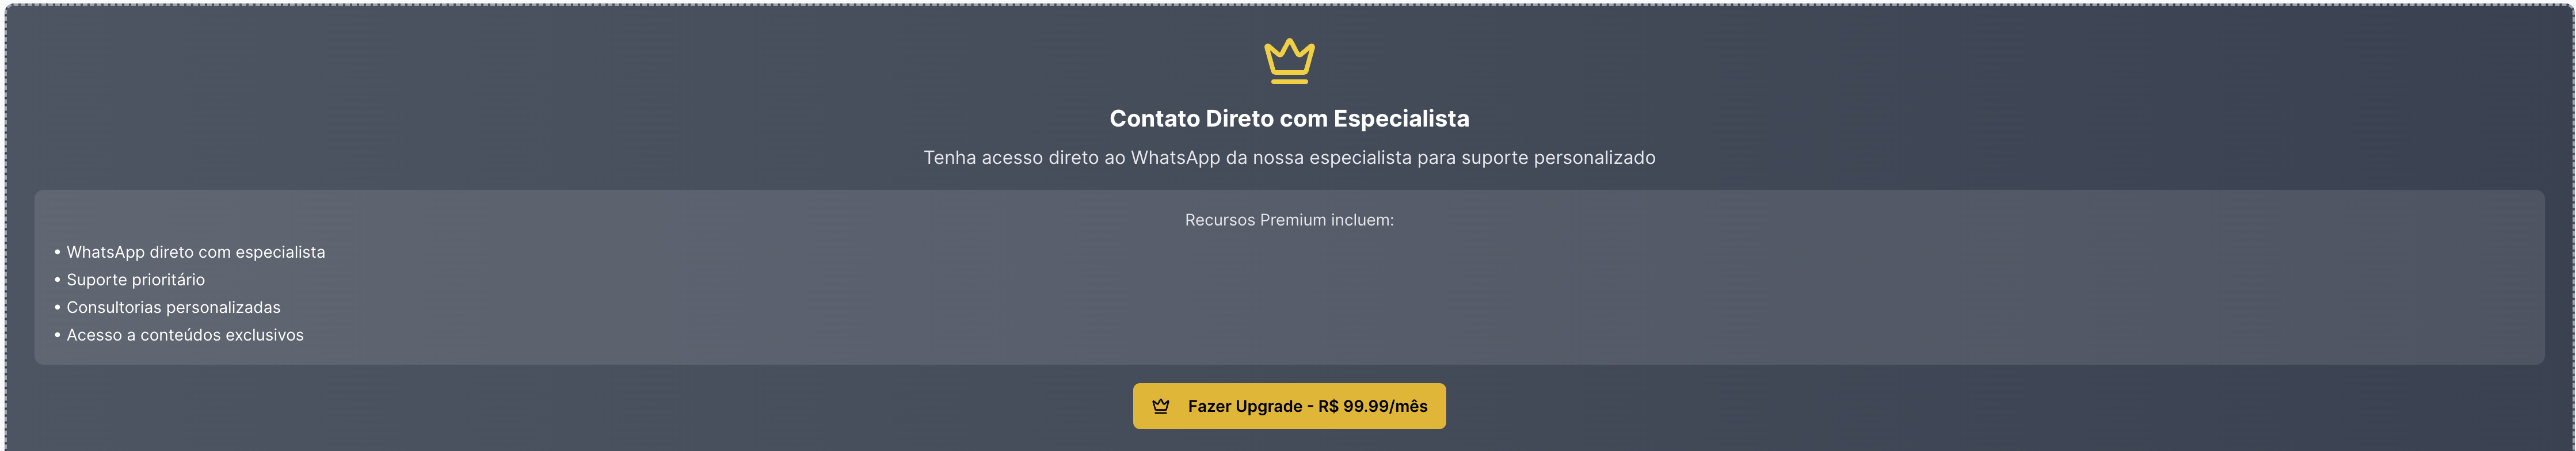 Contato Direto com Especialista
Tenha acesso direto ao WhatsApp da nossa especialista para suporte personalizado
Recursos Premium incluem:
• WhatsApp direto com especialista
• Suporte prioritário
• Consultorias personalizadas
• Acesso a conteúdos exclusivos
Fazer Upgrade - R$ 99.99/mês